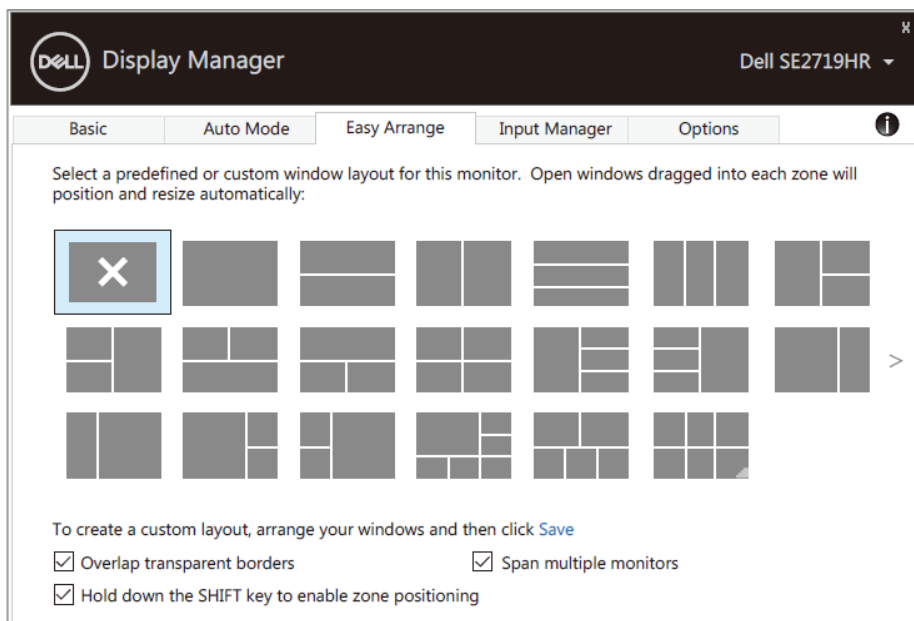 x
DELL Display Manager Dell SE2719HR
Basic Auto Mode Easy Arrange Input Manager Options i
Select a predefined or custom window layout for this monitor. Open windows dragged into each zone will
position and resize automatically:
>
To create a custom layout, arrange your windows and then click Save
Overlap transparent borders Span multiple monitors
Hold down the SHIFT key to enable zone positioning